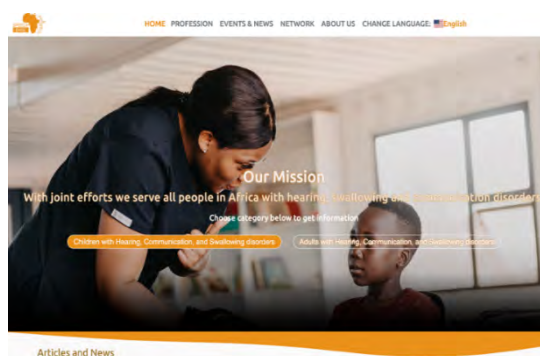 HOME PROFESSION EVENTS & NEWS NETWORK ABOUT US CHANGE LANGUAGE: English
Our Mission
With joint efforts we serve all people in Africa with hearing, swallowing and communication disorders
Choose category below to get information
Children with Hearing, Communication, and Swallowing disorders Adults with Hearing, Communication, and Swallowing disorders
Articles and News